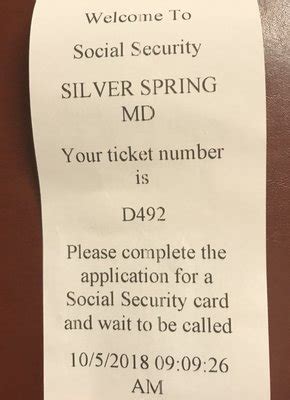 Welcome To
Social Security
SILVER SPRING
MD
Your ticket number
is
D492
Please complete the
application for a
Social Security card
and wait to be called
10/5/2018 09:09:26
AM